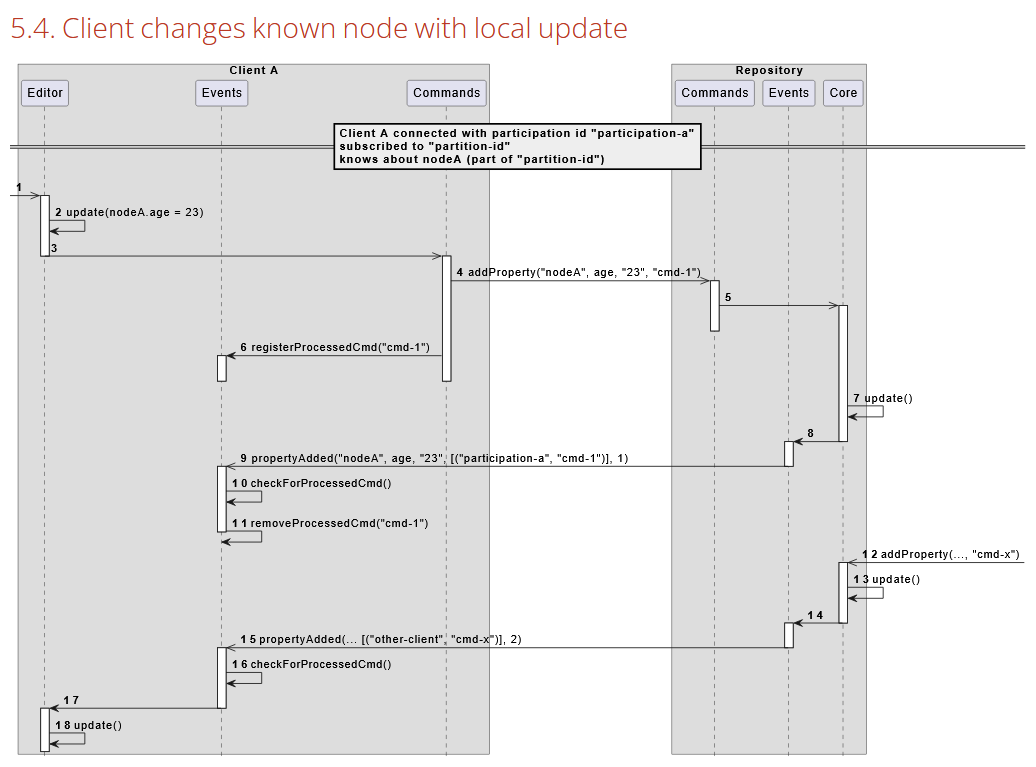 5.4. Client changes known node with local update
Client A
Repository
Editor
Events
Commands
Commands
Events
Core
Client A connected with participation id "participation-a"
subscribed to "partition-id"
knows about nodeA (part of "partition-id")
1
2 update(nodeA.age = 23)
3
4 addProperty("nodeA", age, "23", "cmd-1")
5
6 registerProcessedCmd("cmd-1")
7 update()
8
9 propertyAdded("nodeA", age, "23", [("participation-a", "cmd-1")], 1)
10 checkForProcessedCmd()
11 removeProcessedCmd("cmd-1")
12 addProperty(..., "cmd-x")
13 update()
14
15 propertyAdded(... [("other-client", "cmd-x")], 2)
16 checkForProcessedCmd()
17
18 update()